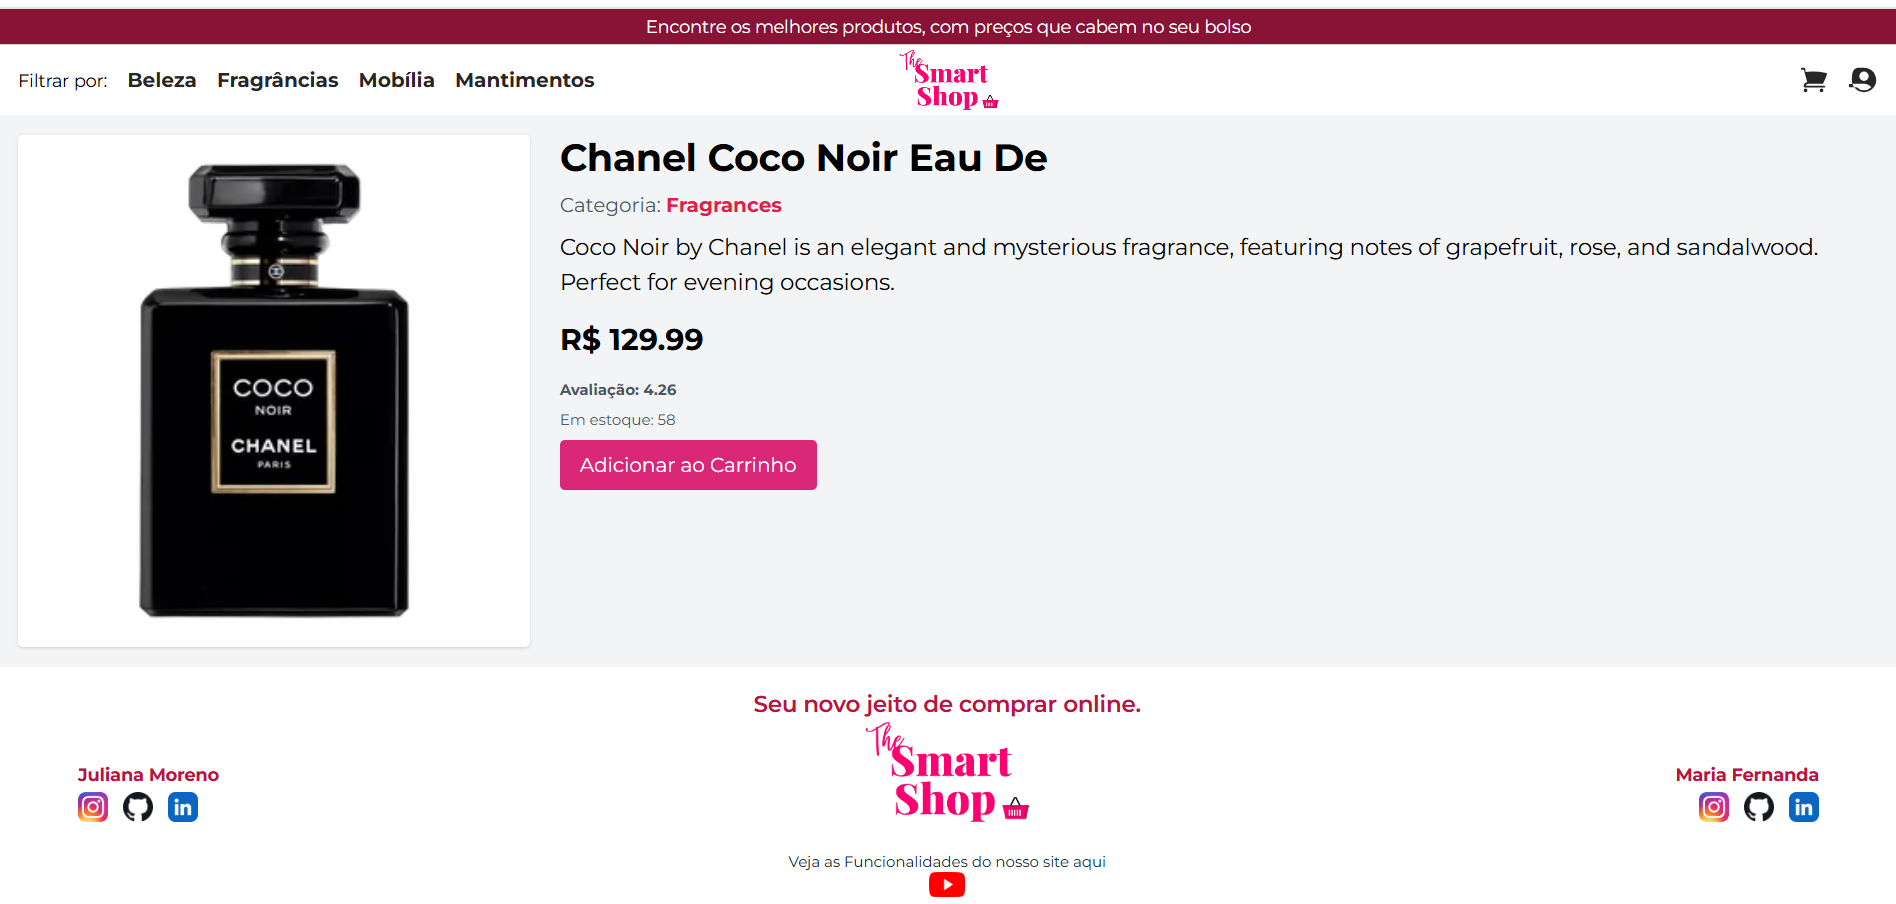 Encontre os melhores produtos, com preços que cabem no seu bolso
Filtrar por: Beleza Fragrâncias Mobília Mantimentos
The
Smart
Shop
COCO
NOIR
CHANEL
PARIS
Chanel Coco Noir Eau De
Categoria: Fragrances
Coco Noir by Chanel is an elegant and mysterious fragrance, featuring notes of grapefruit, rose, and sandalwood.
Perfect for evening occasions.
R$ 129.99
Avaliação: 4.26
Em estoque: 58
Adicionar ao Carrinho
Seu novo jeito de comprar online.
The
Smart
Shop
Juliana Moreno
in
Maria Fernanda
in
Veja as Funcionalidades do nosso site aqui